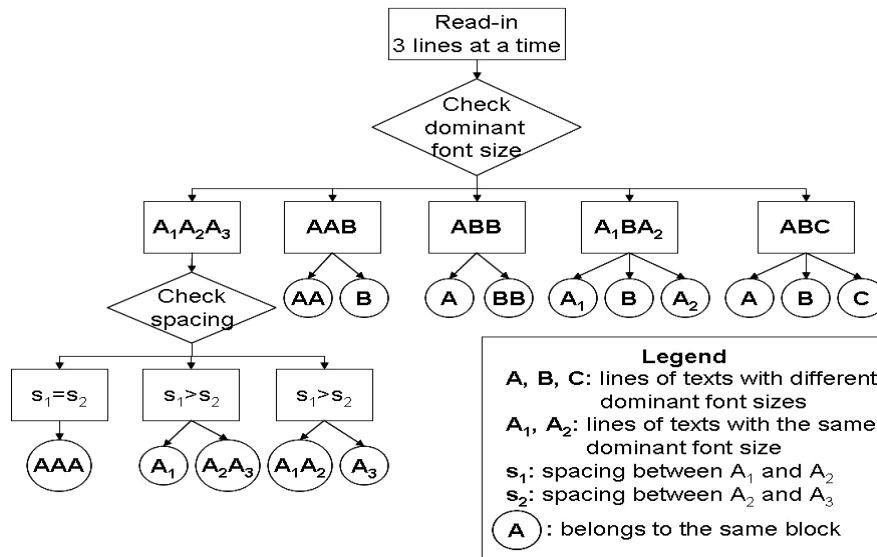 Read-in
3 lines at a time
Check
dominant
font size
A₁A₂A₃
AAB
ABB
A₁BA₂
ABC
AA
B
A
BB
A₁
B
A₂
A
B
C
Check
spacing
s₁=s₂
s₁>s₂
s₁>s₂
AAA
A₁
A₂A₃
A₁A₂
A₃
Legend
A, B, C: lines of texts with different
dominant font sizes
A₁, A₂: lines of texts with the same
dominant font size
s₁: spacing between A₁ and A₂
s₂: spacing between A₂ and A₃
A : belongs to the same block